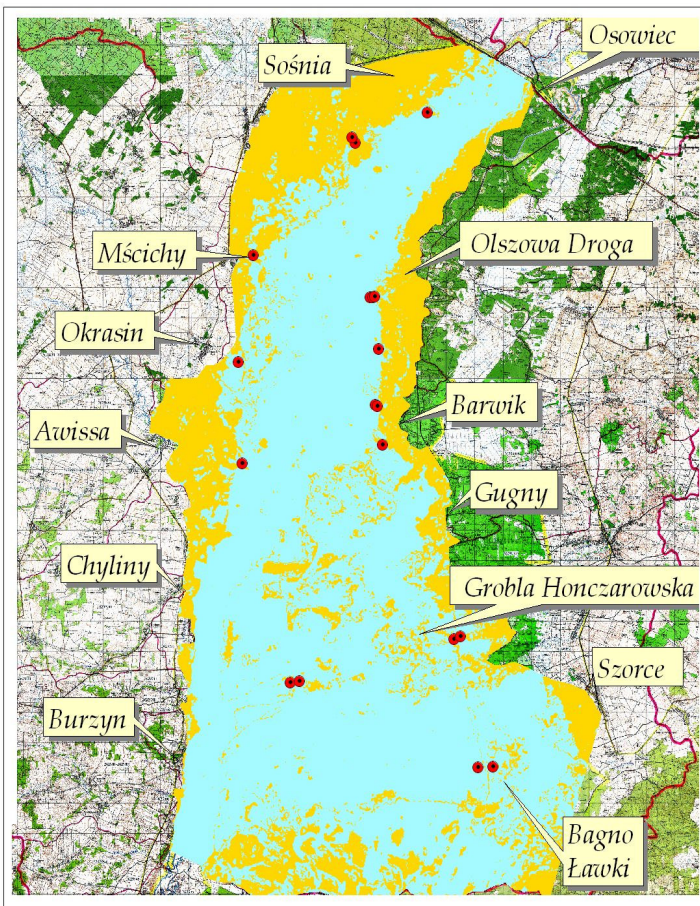 Osowiec
Sośnia
Mścichy
Olszowa Droga
Okrasin
Barwik
Awissa
Gugny
Chyliny
Grobla Honczarowska
Szorce
Burzyn
Bagno
Ławki